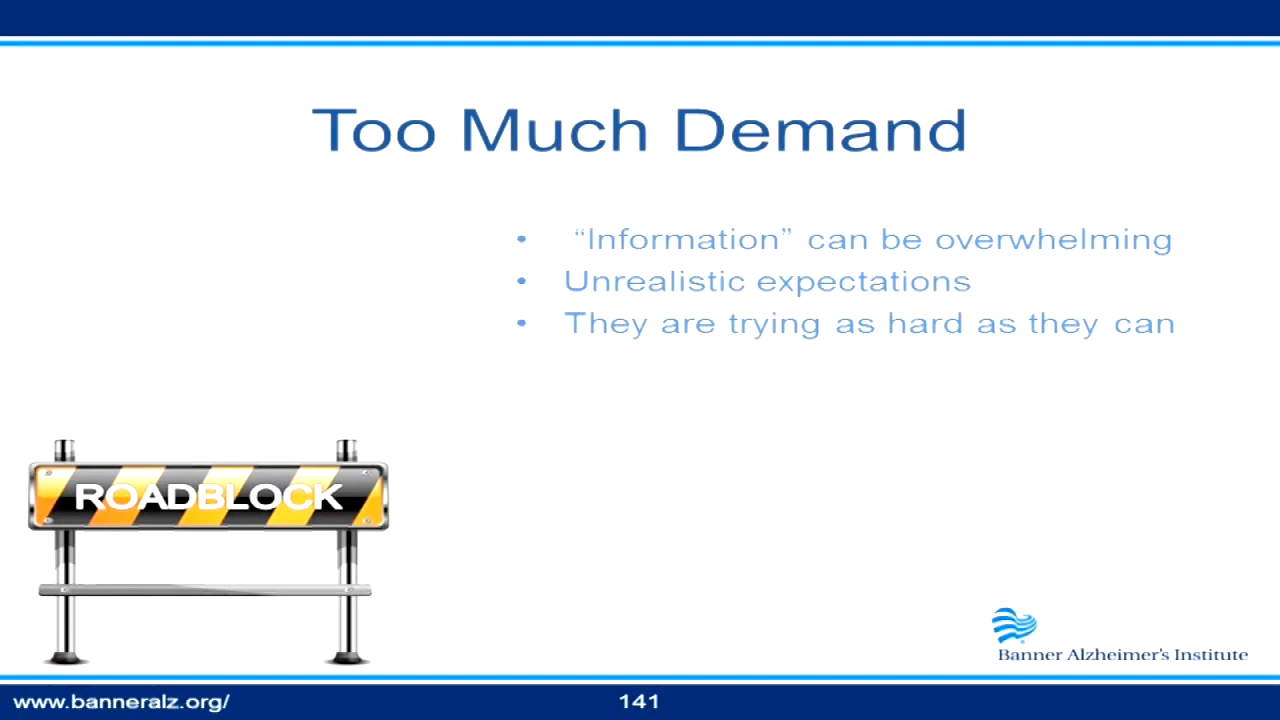 Too Much Demand
• “Information” can be overwhelming
• Unrealistic expectations
• They are trying as hard as they can
ROADBLOCK
Banner Alzheimer's Institute
www.banneralz.org/
141